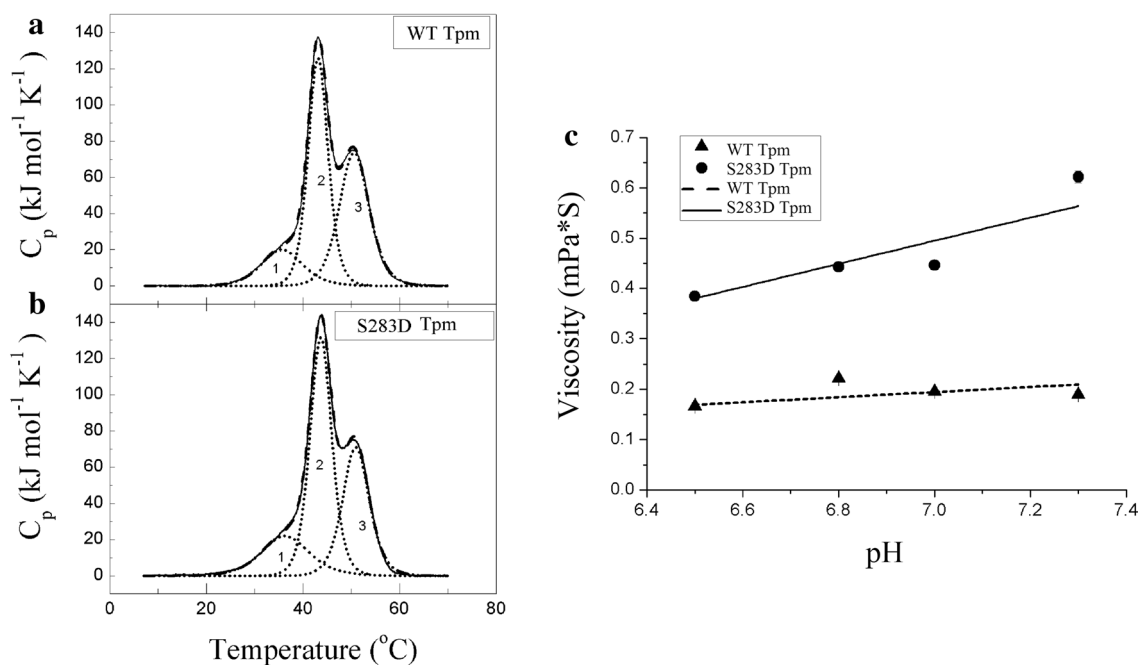 a
WT Tpm
C_p (kJ mol^-1 K^-1)
140
120
100
80
60
40
20
0
1
2
3
b
S283D Tpm
C_p (kJ mol^-1 K^-1)
140
120
100
80
60
40
20
0
1
2
3
0 20 40 60 80
Temperature (°C)
c
WT Tpm
S283D Tpm
WT Tpm
S283D Tpm
Viscosity (mPa*S)
0.7
0.6
0.5
0.4
0.3
0.2
0.1
0.0
6.4 6.6 6.8 7.0 7.2 7.4
pH